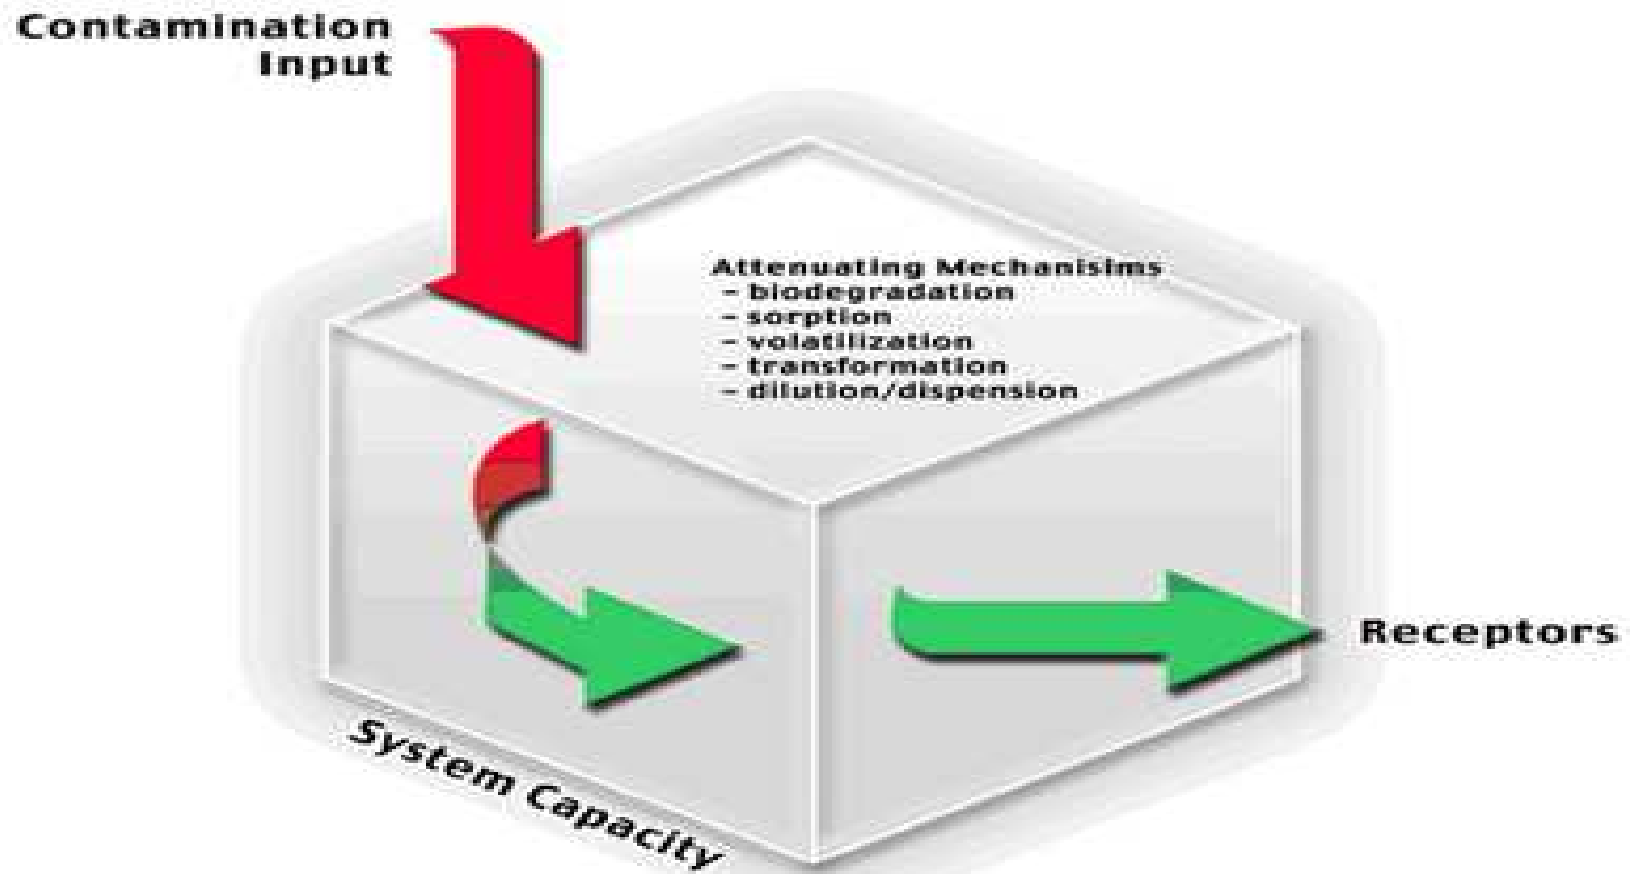 Contamination
Input
Attenuating Mechanisims
- biodegradation
- sorption
- volatilization
- transformation
- dilution/dispension
Receptors
System Capacity